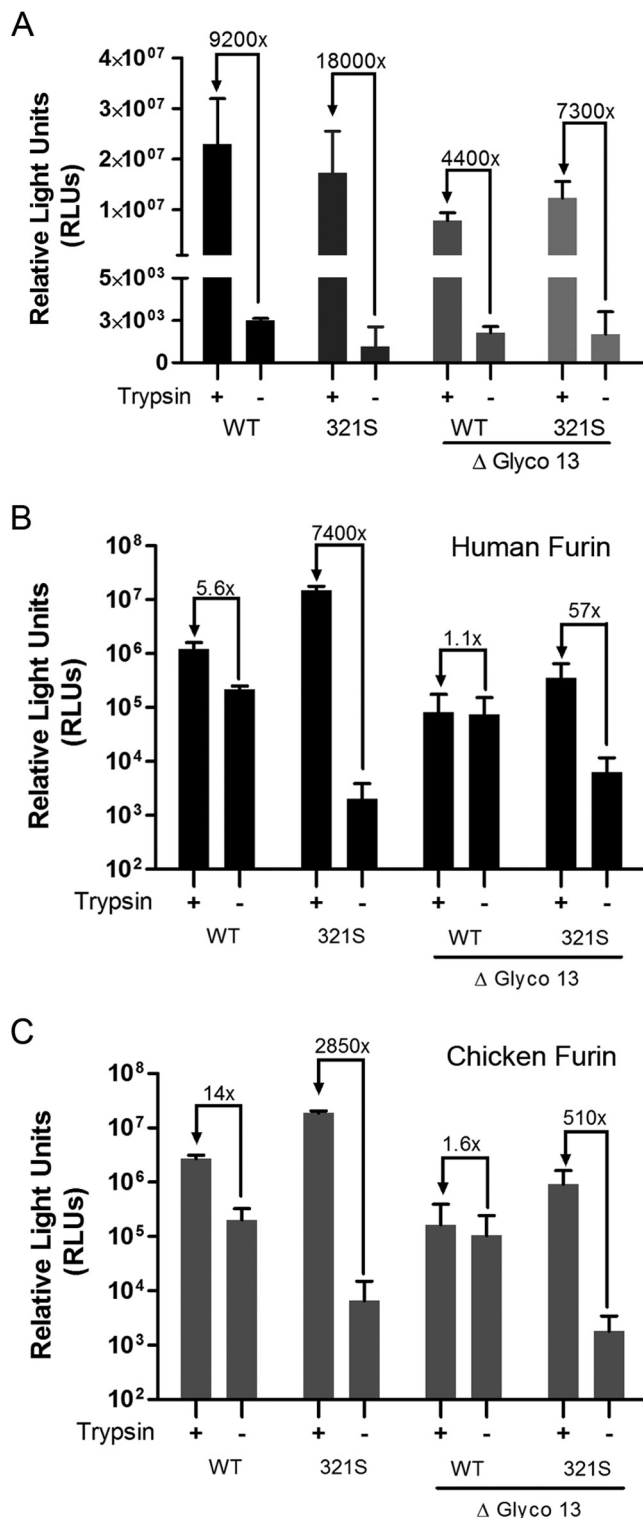 A
9200x
18000x
4400x
7300x
4×10⁰⁷
3×10⁰⁷
2×10⁰⁷
1×10⁰⁷
5×10⁰³
3×10⁰³
0
Relative Light Units
(RLUs)
Trypsin + - + - + - + -
WT 321S WT 321S
Δ Glyco 13
B
Human Furin
5.6x
7400x
1.1x
57x
10⁸
10⁷
10⁶
10⁵
10⁴
10³
10²
Relative Light Units
(RLUs)
Trypsin + - + - + - + -
WT 321S WT 321S
Δ Glyco 13
C
Chicken Furin
14x
2850x
1.6x
510x
10⁸
10⁷
10⁶
10⁵
10⁴
10³
10²
Relative Light Units
(RLUs)
Trypsin + - + - + - + -
WT 321S WT 321S
Δ Glyco 13